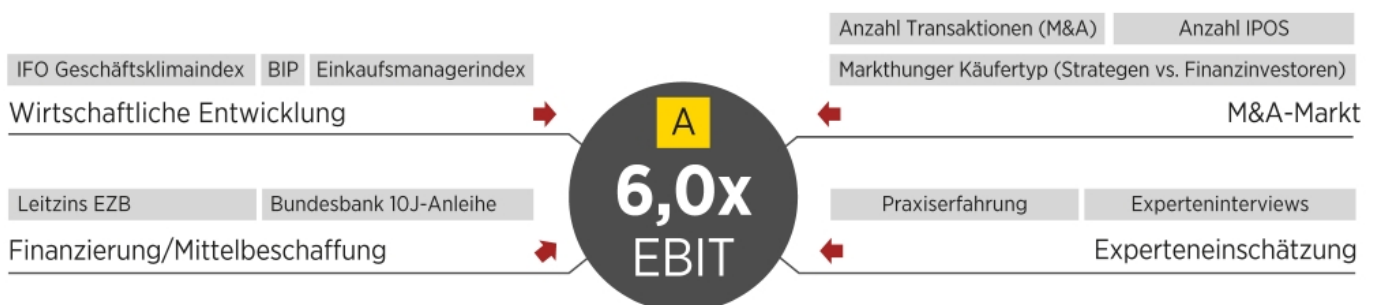 IFO Geschäftsklimaindex BIP Einkaufsmanagerindex
Wirtschaftliche Entwicklung
Leitzins EZB Bundesbank 10J-Anleihe
Finanzierung/Mittelbeschaffung
A
6,0x
EBIT
Anzahl Transaktionen (M&A) Anzahl IPOS
Markthunger Käufertyp (Strategen vs. Finanzinvestoren)
M&A-Markt
Praxiserfahrung Experteninterviews
Experteneinschätzung